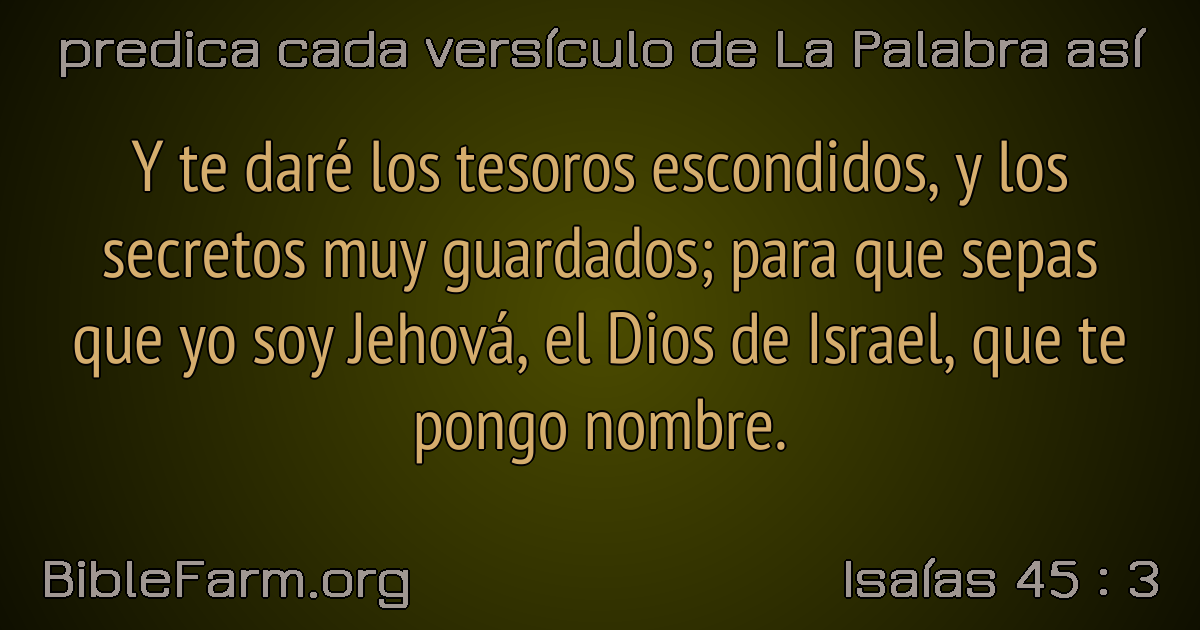 predica cada versículo de La Palabra así
Y te daré los tesoros escondidos, y los
secretos muy guardados; para que sepas
que yo soy Jehová, el Dios de Israel, que te
pongo nombre.
BibleFarm.org
Isaías 45 : 3